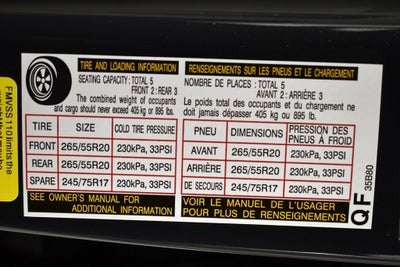 TIRE AND LOADING INFORMATION
SEATING CAPACITY: TOTAL 5
FRONT 2: REAR 3
The combined weight of occupants
and cargo should never exceed 405 kg or 895 lb.
TIRE SIZE COLD TIRE PRESSURE
FRONT 265/55R20 230kPa, 33PSI
REAR 265/55R20 230kPa, 33PSI
SPARE 245/75R17 230kPa, 33PSI
SEE OWNER'S MANUAL FOR
ADDITIONAL INFORMATION
RENSEIGNEMENTS SUR LES PNEUS ET LE CHARGEMENT
NOMBRE DE PLACES : TOTAL 5
AVANT 2 : ARRIÈRE 3
Le poids total des occupants et du chargement ne
doit jamais dépasser 405 kg ou 895 lb.
PNEU DIMENSIONS PRESSION DES
PNEUS À FROID
AVANT 265/55R20 230kPa, 33PSI
ARRIÈRE 265/55R20 230kPa, 33PSI
DE SECOURS 245/75R17 230kPa, 33PSI
VOIR LE MANUEL DE L'USAGER
POUR PLUS DE RENSEIGNEMENTS
QF
35B80
FMVSS 110 limits the